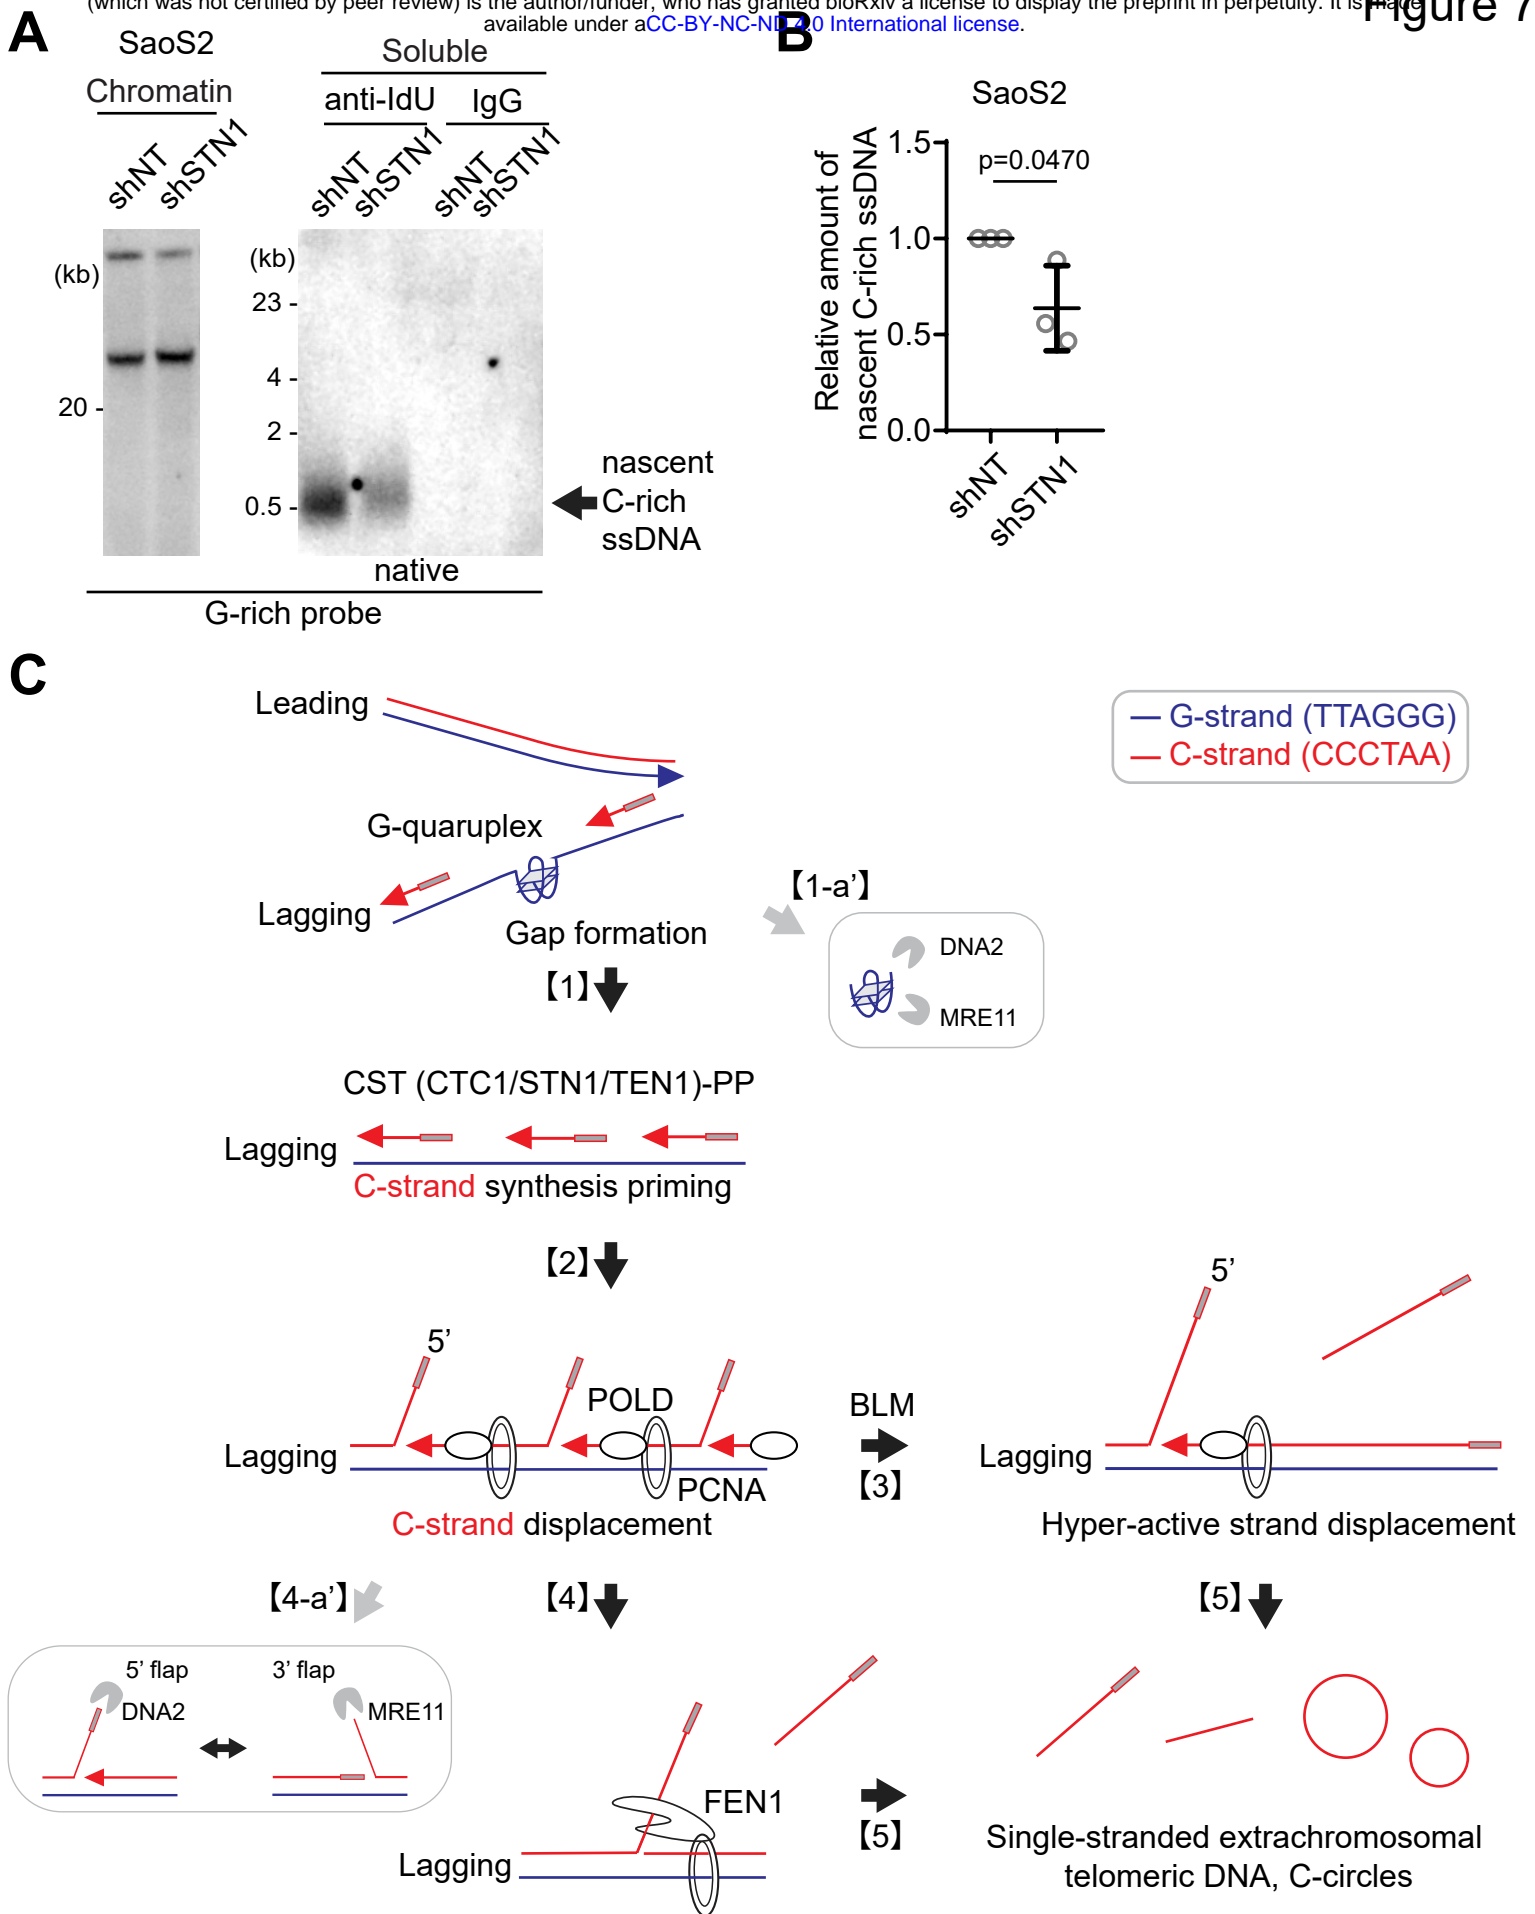 (which was not certified by peer review) is the author/funder, who has granted bioRxiv a license to display the preprint in perpetuity. It is made
available under aCC-BY-NC-ND 4.0 International license.
Figure 7
A
SaoS2
Chromatin
shNT
shSTN1
Soluble
anti-IdU
IgG
shNT
shSTN1
shNT
shSTN1
(kb)
20 -
(kb)
23 -
4 -
2 -
0.5 -
nascent
C-rich
ssDNA
native
G-rich probe
B
SaoS2
Relative amount of
nascent C-rich ssDNA
1.5
1.0
0.5
0.0
p=0.0470
shNT
shSTN1
C
Leading
G-strand (TTAGGG)
C-strand (CCCTAA)
G-quaruplex
Lagging
Gap formation
【1-a’】
DNA2
MRE11
【1】
CST (CTC1/STN1/TEN1)-PP
Lagging
C-strand synthesis priming
【2】
5’
POLD
Lagging
PCNA
C-strand displacement
BLM
【3】
5’
Lagging
Hyper-active strand displacement
【4-a’】
【4】
【5】
5’ flap
DNA2
3’ flap
MRE11
FEN1
Lagging
【5】
Single-stranded extrachromosomal
telomeric DNA, C-circles